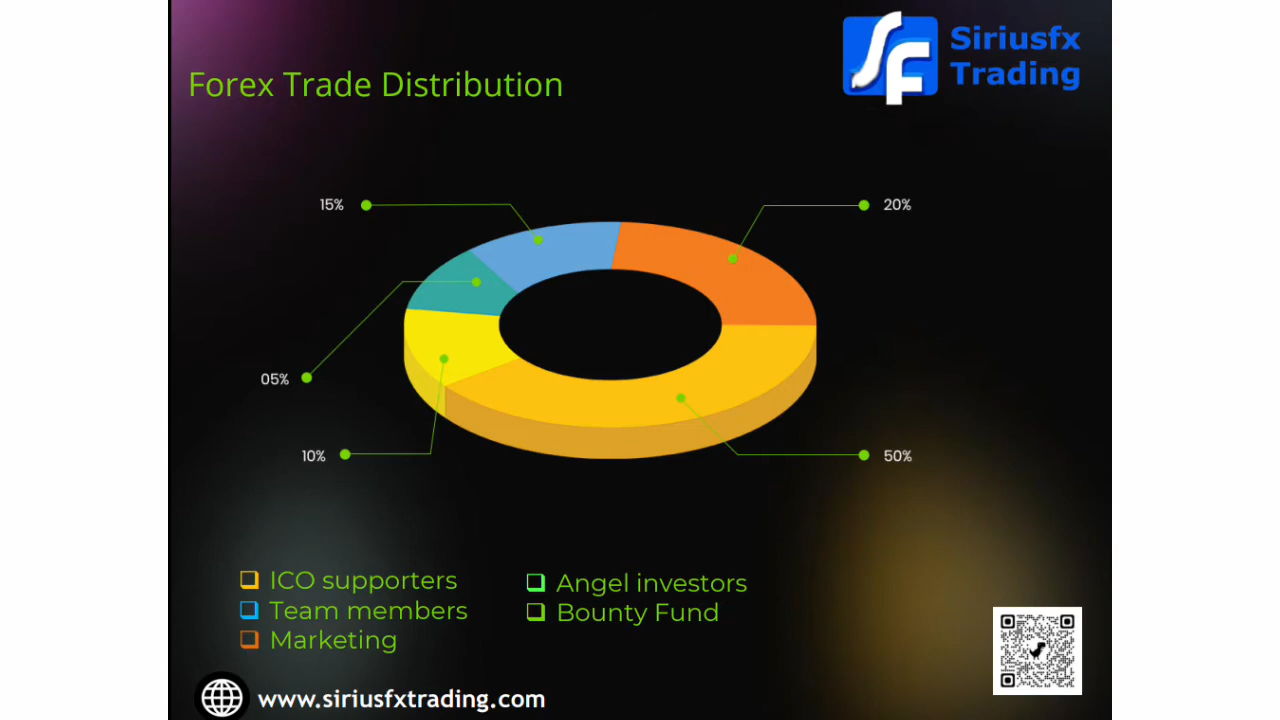 Siriusfx
Trading
Forex Trade Distribution
15%
20%
05%
10%
50%
ICO supporters
Team members
Marketing
Angel investors
Bounty Fund
www.siriusfxtrading.com